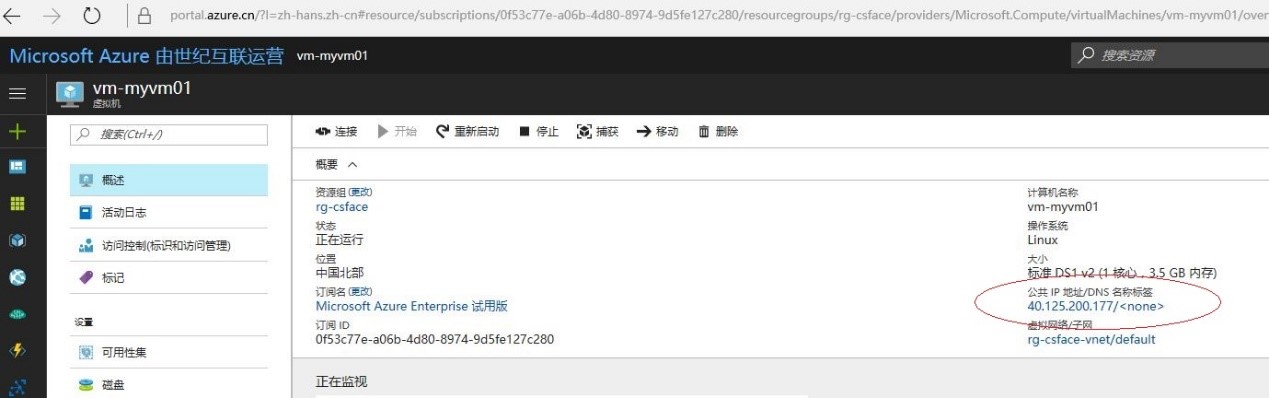 portal.azure.cn/?l=zh-hans.zh-cn#resource/subscriptions/0f53c77e-a06b-4d80-8974-9d5fe127c280/resourcegroups/rg-csface/providers/Microsoft.Compute/virtualMachines/vm-myvm01/over
Microsoft Azure 由世纪互联运营 vm-myvm01 搜索资源
vm-myvm01
虚拟机
搜索(Ctrl+/)
概述
活动日志
访问控制(标识和访问管理)
标记
设置
可用性集
磁盘
连接 开始 重新启动 停止 捕获 移动 删除
概要
资源组 (更改)
rg-csface
状态
正在运行
位置
中国北部
订阅名 (更改)
Microsoft Azure Enterprise 试用版
订阅 ID
0f53c77e-a06b-4d80-8974-9d5fe127c280
计算机名称
vm-myvm01
操作系统
Linux
大小
标准 DS1 v2 (1 核心，3.5 GB 内存)
公共 IP 地址/DNS 名称标签
40.125.200.177/<none>
虚拟网络/子网
rg-csface-vnet/default
正在监视